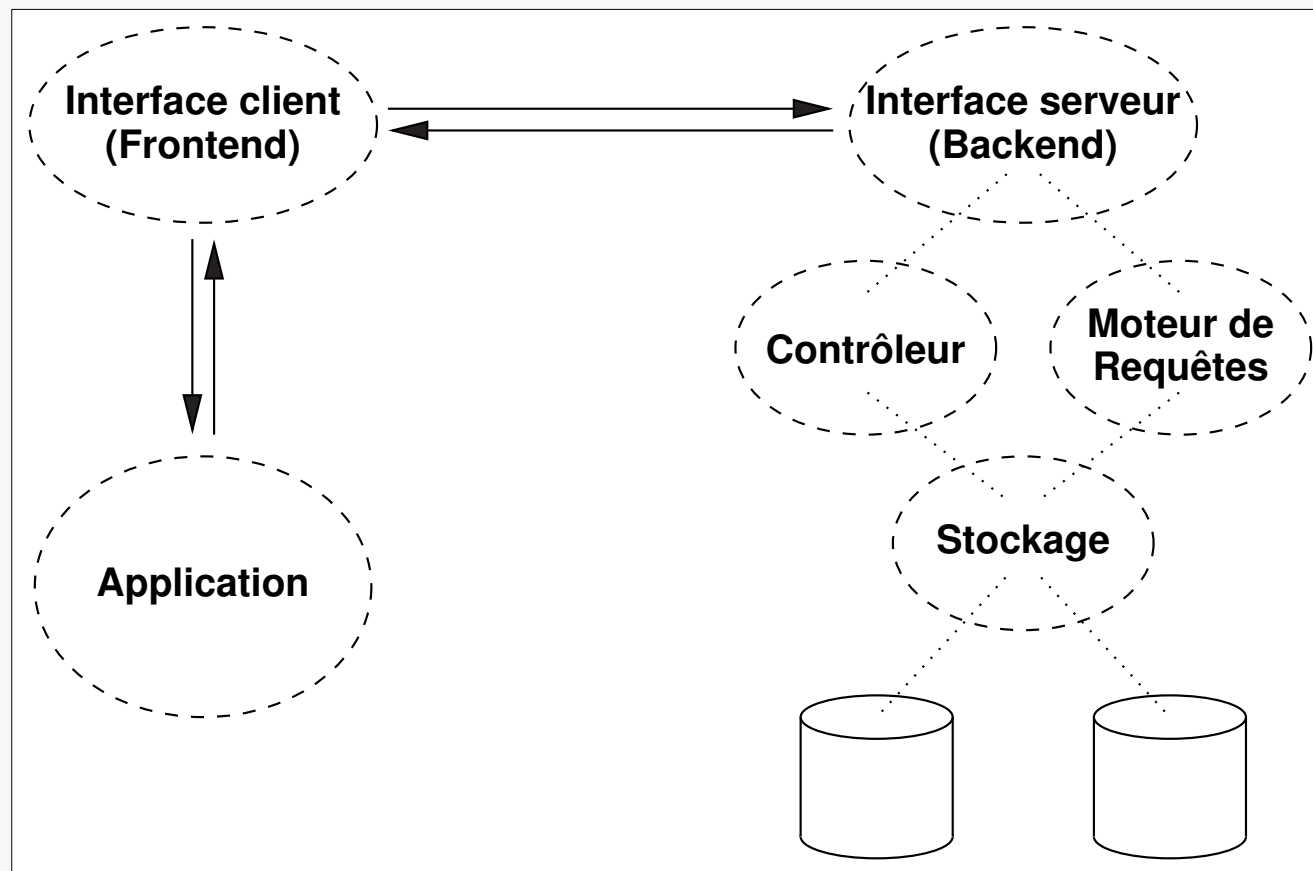 Interface client
(Frontend)
Interface serveur
(Backend)
Contrôleur
Moteur de
Requêtes
Stockage
Application